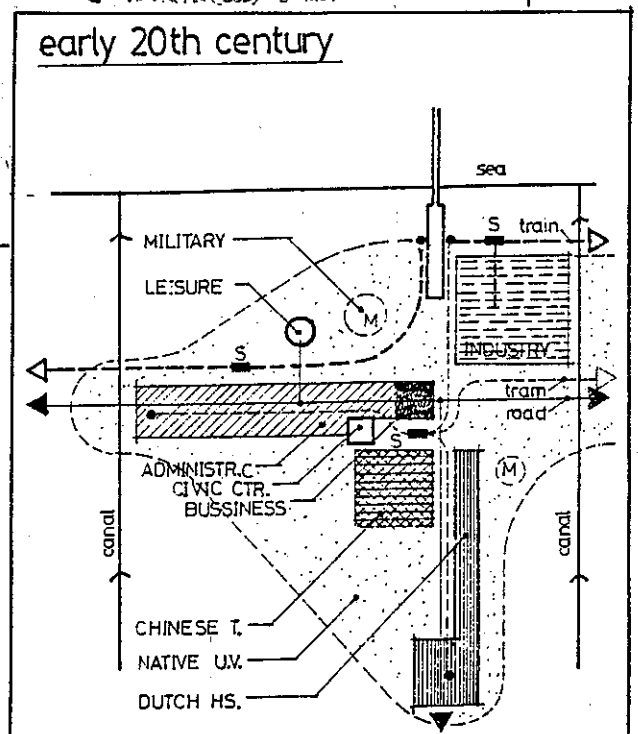 early 20th century
sea
MILITARY
S
train
LEISURE
M
S
INDUSTRY
tram
road
S
ADMINISTR.C
CIVIC CTR.
BUSSINESS
M
canal
canal
CHINESE T.
NATIVE U.V.
DUTCH HS.